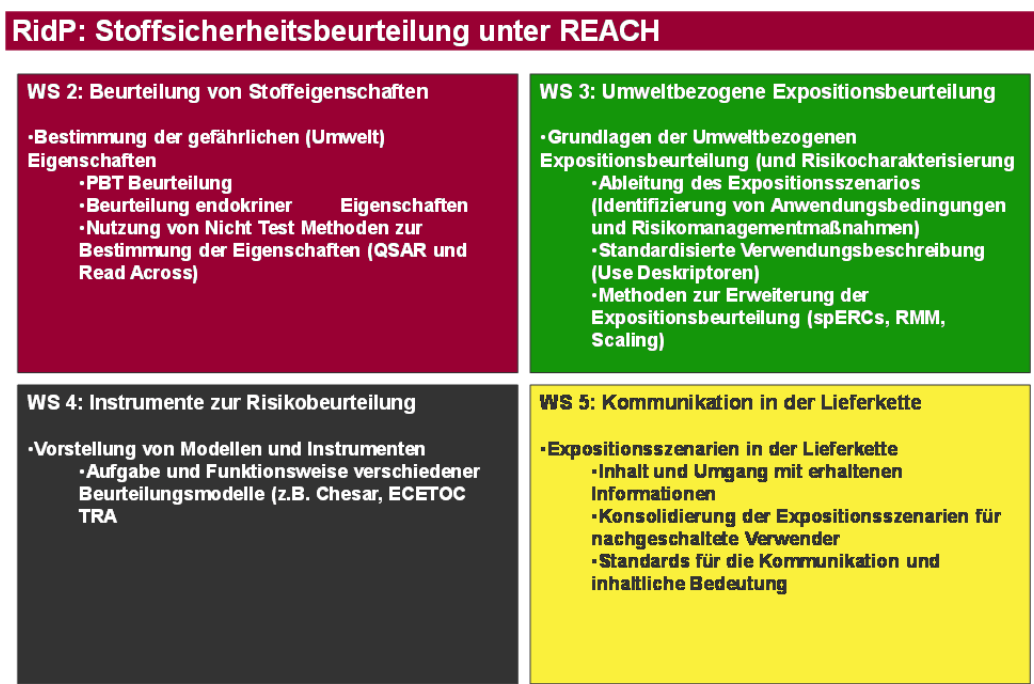 RidP: Stoffsicherheitsbeurteilung unter REACH
WS 2: Beurteilung von Stoffeigenschaften
•Bestimmung der gefährlichen (Umwelt)
Eigenschaften
•PBT Beurteilung
•Beurteilung endokriner Eigenschaften
•Nutzung von Nicht Test Methoden zur
Bestimmung der Eigenschaften (QSAR und
Read Across)
WS 3: Umweltbezogene Expositionsbeurteilung
•Grundlagen der Umweltbezogenen
Expositionsbeurteilung (und Risikocharakterisierung
•Ableitung des Expositionsszenarios
(Identifizierung von Anwendungsbedingungen
und Risikomanagementmaßnahmen)
•Standardisierte Verwendungsbeschreibung
(Use Deskriptoren)
•Methoden zur Erweiterung der
Expositionsbeurteilung (spERCs, RMM,
Scaling)
WS 4: Instrumente zur Risikobeurteilung
•Vorstellung von Modellen und Instrumenten
•Aufgabe und Funktionsweise verschiedener
Beurteilungsmodelle (z.B. Chesar, ECETOC
TRA
WS 5: Kommunikation in der Lieferkette
•Expositionsszenarien in der Lieferkette
•Inhalt und Umgang mit erhaltenen
Informationen
•Konsolidierung der Expositionsszenarien für
nachgeschaltete Verwender
•Standards für die Kommunikation und
inhaltliche Bedeutung